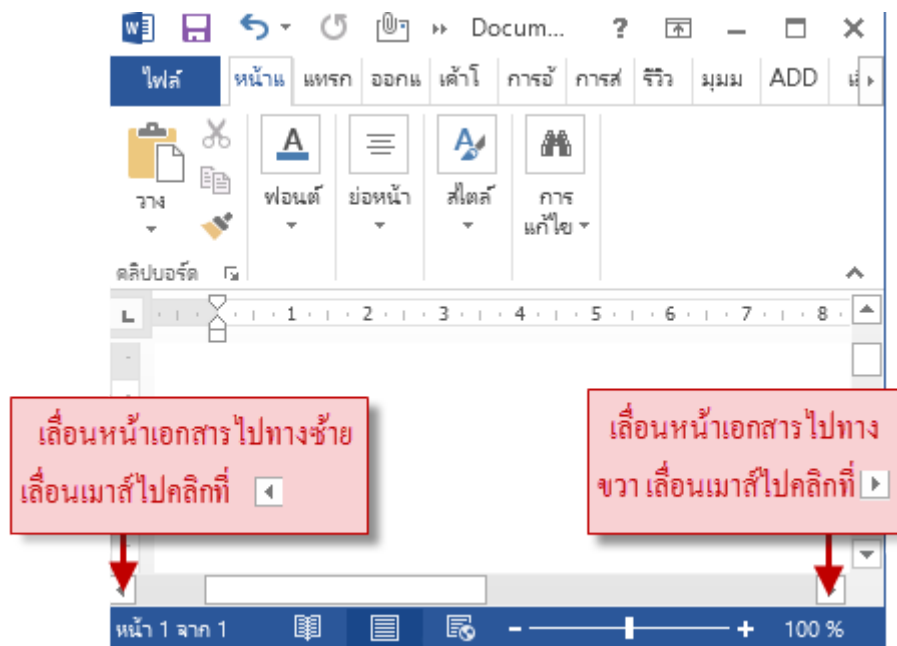 Docum... ?
ไฟล์ หน้าแ แทรก ออกแ เค้าโ การอ้ การส่ รีวิว มุมม ADD
วาง ฟอนต์ ย่อหน้า สไตล์ การ
แก้ไข
คลิปบอร์ด
1 2 3 4 5 6 7 8
เลื่อนหน้าเอกสารไปทางซ้าย
เลื่อนเมาส์ไปคลิกที่
เลื่อนหน้าเอกสารไปทาง
ขวา เลื่อนเมาส์ไปคลิกที่
หน้า 1 จาก 1 100 %